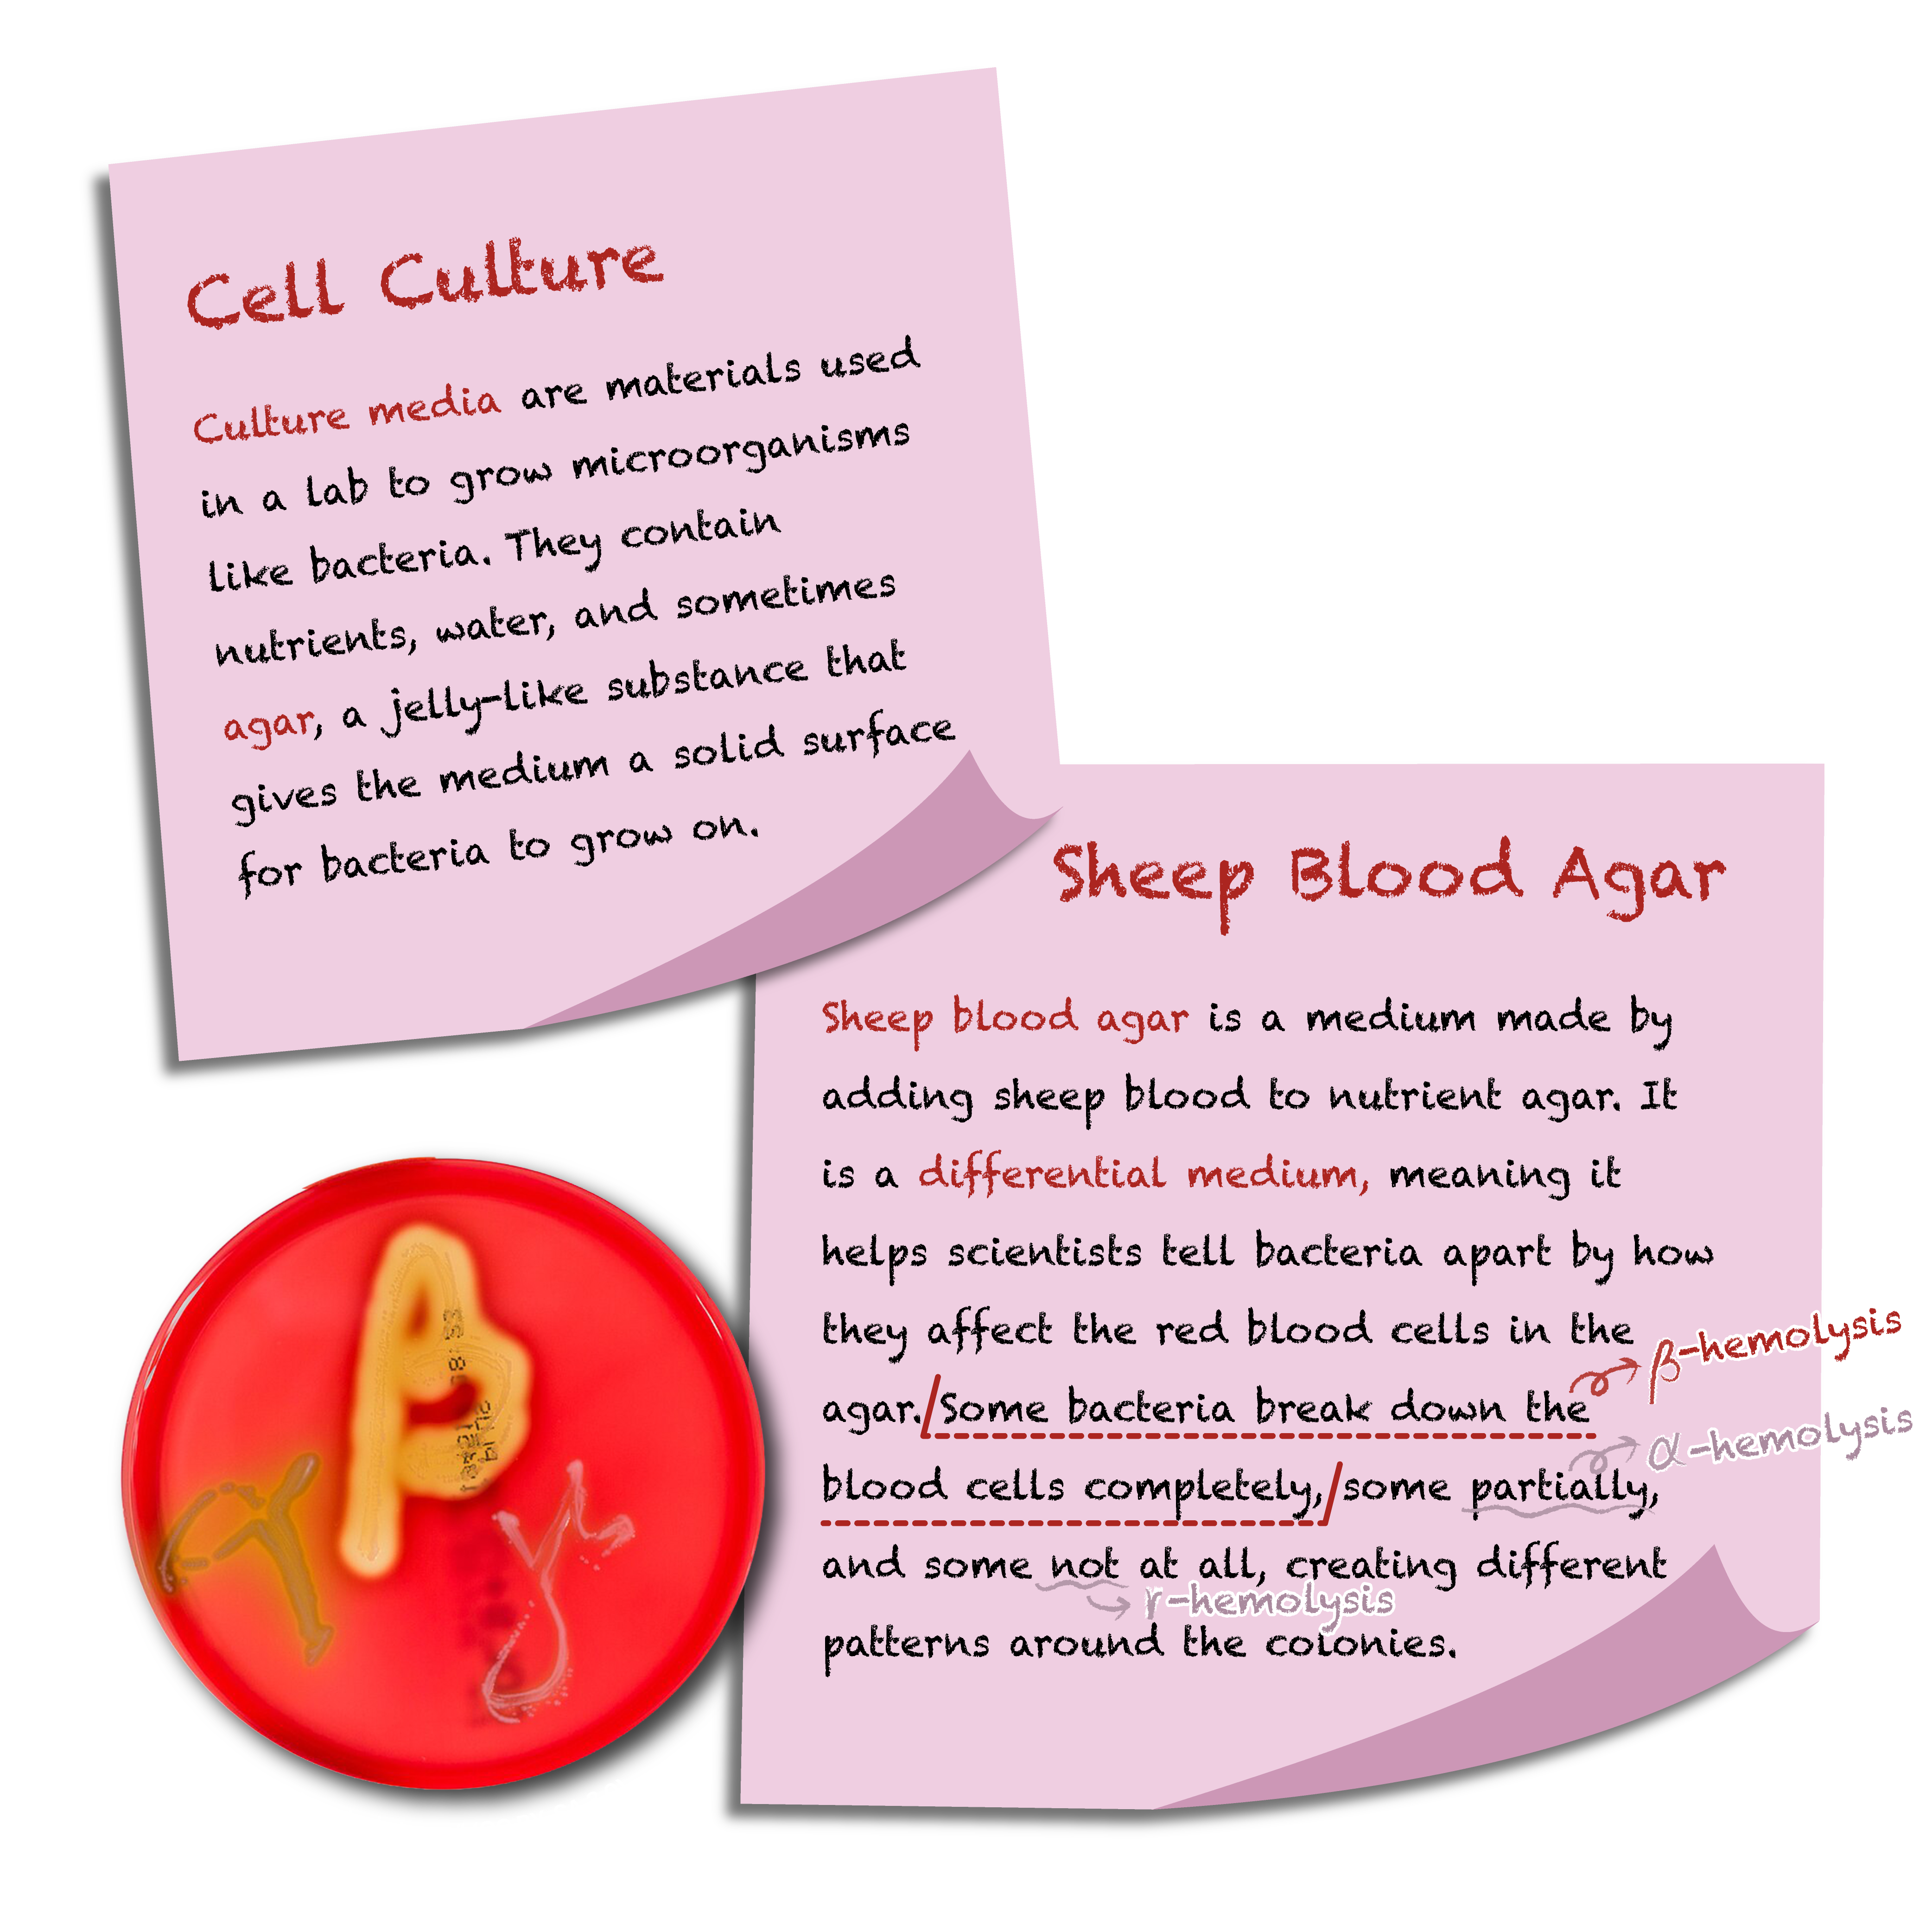 Cell Culture
Culture media are materials used
in a lab to grow microorganisms
like bacteria. They contain
nutrients, water, and sometimes
agar, a jelly-like substance that
gives the medium a solid surface
for bacteria to grow on.
Sheep Blood Agar
Sheep blood agar is a medium made by
adding sheep blood to nutrient agar. It
is a differential medium, meaning it
helps scientists tell bacteria apart by how
they affect the red blood cells in the
β-hemolysis
agar./Some bacteria break down the
α-hemolysis
blood cells completely,/some partially,
and some not at all, creating different
r-hemolysis
patterns around the colonies.
β
α
γ